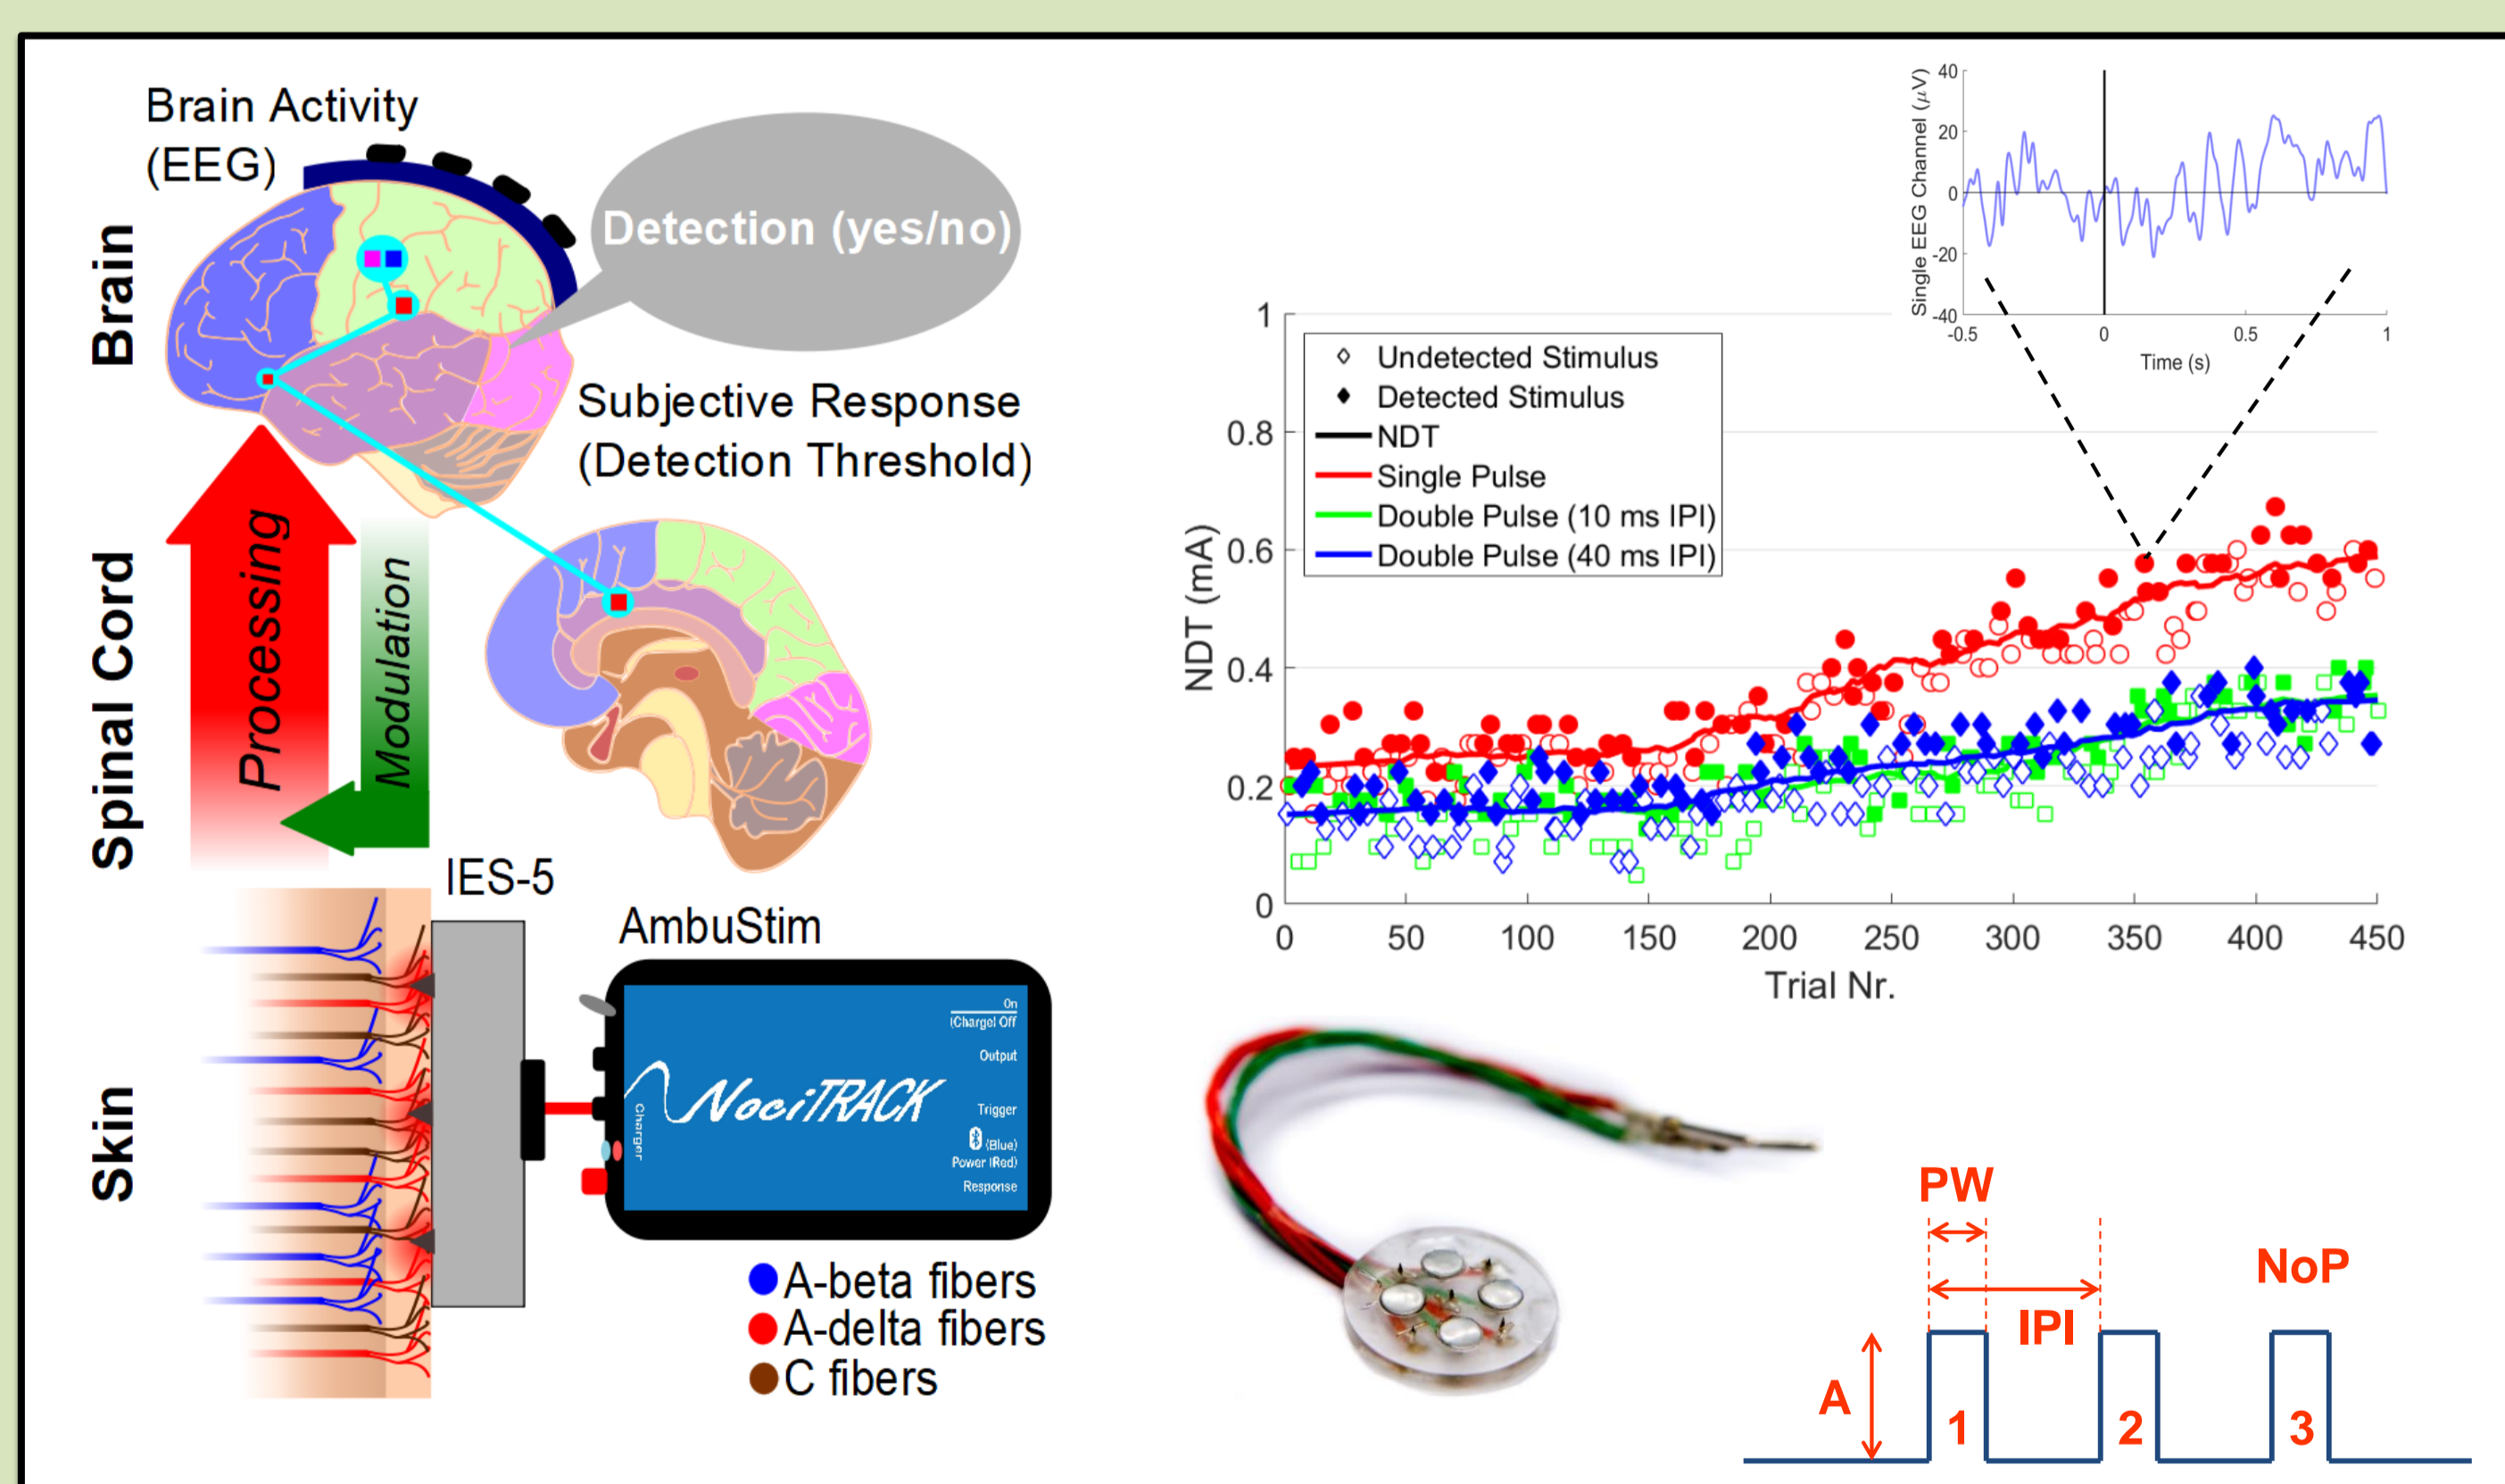 Brain Activity
(EEG)
Detection (yes/no)
Subjective Response
(Detection Threshold)
Brain
Spinal Cord
Skin
Processing
Modulation
IES-5
AmbuStim
On
(Charge) Off
Output
Trigger
(Blue)
Power (Red)
Response
Charger
NociTRACK
A-beta fibers
A-delta fibers
C fibers
Single EEG Channel (μV)
40
20
0
-20
-40
-0.5
0
0.5
1
Time (s)
Undetected Stimulus
Detected Stimulus
NDT
Single Pulse
Double Pulse (10 ms IPI)
Double Pulse (40 ms IPI)
NDT (mA)
1
0.8
0.6
0.4
0.2
0
0
50
100
150
200
250
300
350
400
450
Trial Nr.
PW
IPI
NoP
A
1
2
3